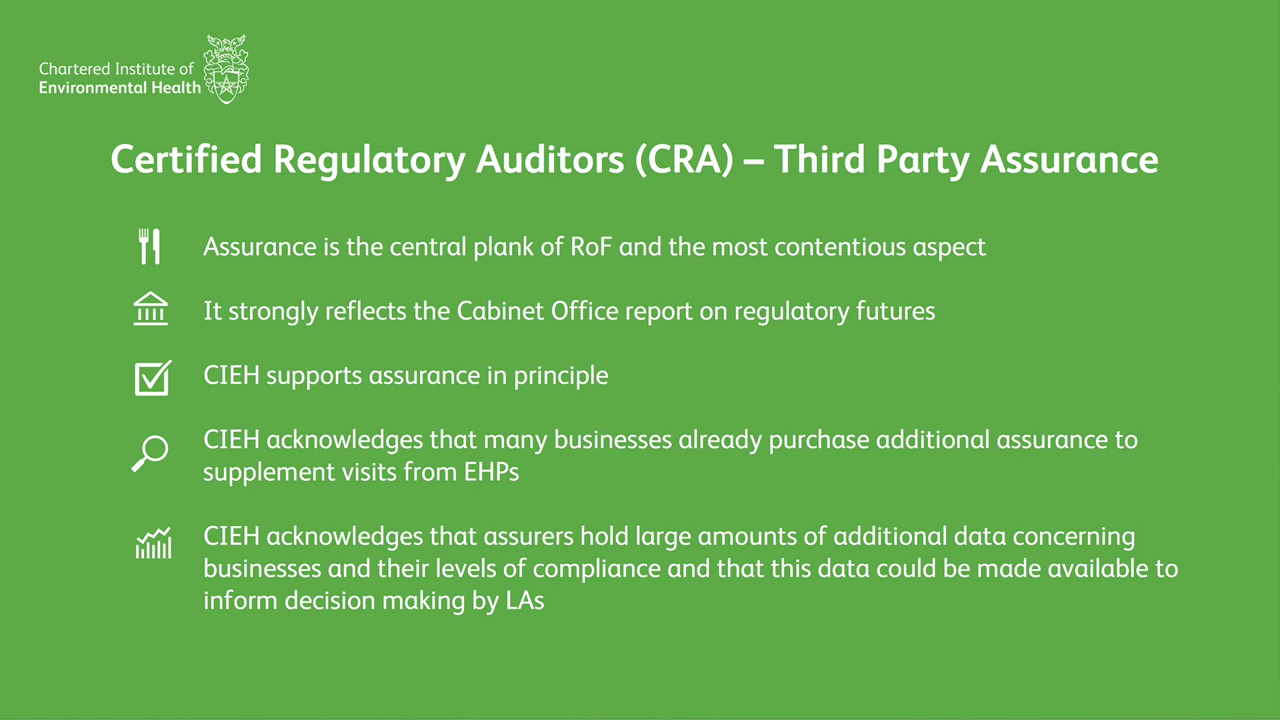 Chartered Institute of
Environmental Health
Certified Regulatory Auditors (CRA) – Third Party Assurance
Assurance is the central plank of RoF and the most contentious aspect
It strongly reflects the Cabinet Office report on regulatory futures
CIEH supports assurance in principle
CIEH acknowledges that many businesses already purchase additional assurance to
supplement visits from EHPs
CIEH acknowledges that assurers hold large amounts of additional data concerning
businesses and their levels of compliance and that this data could be made available to
inform decision making by LAs